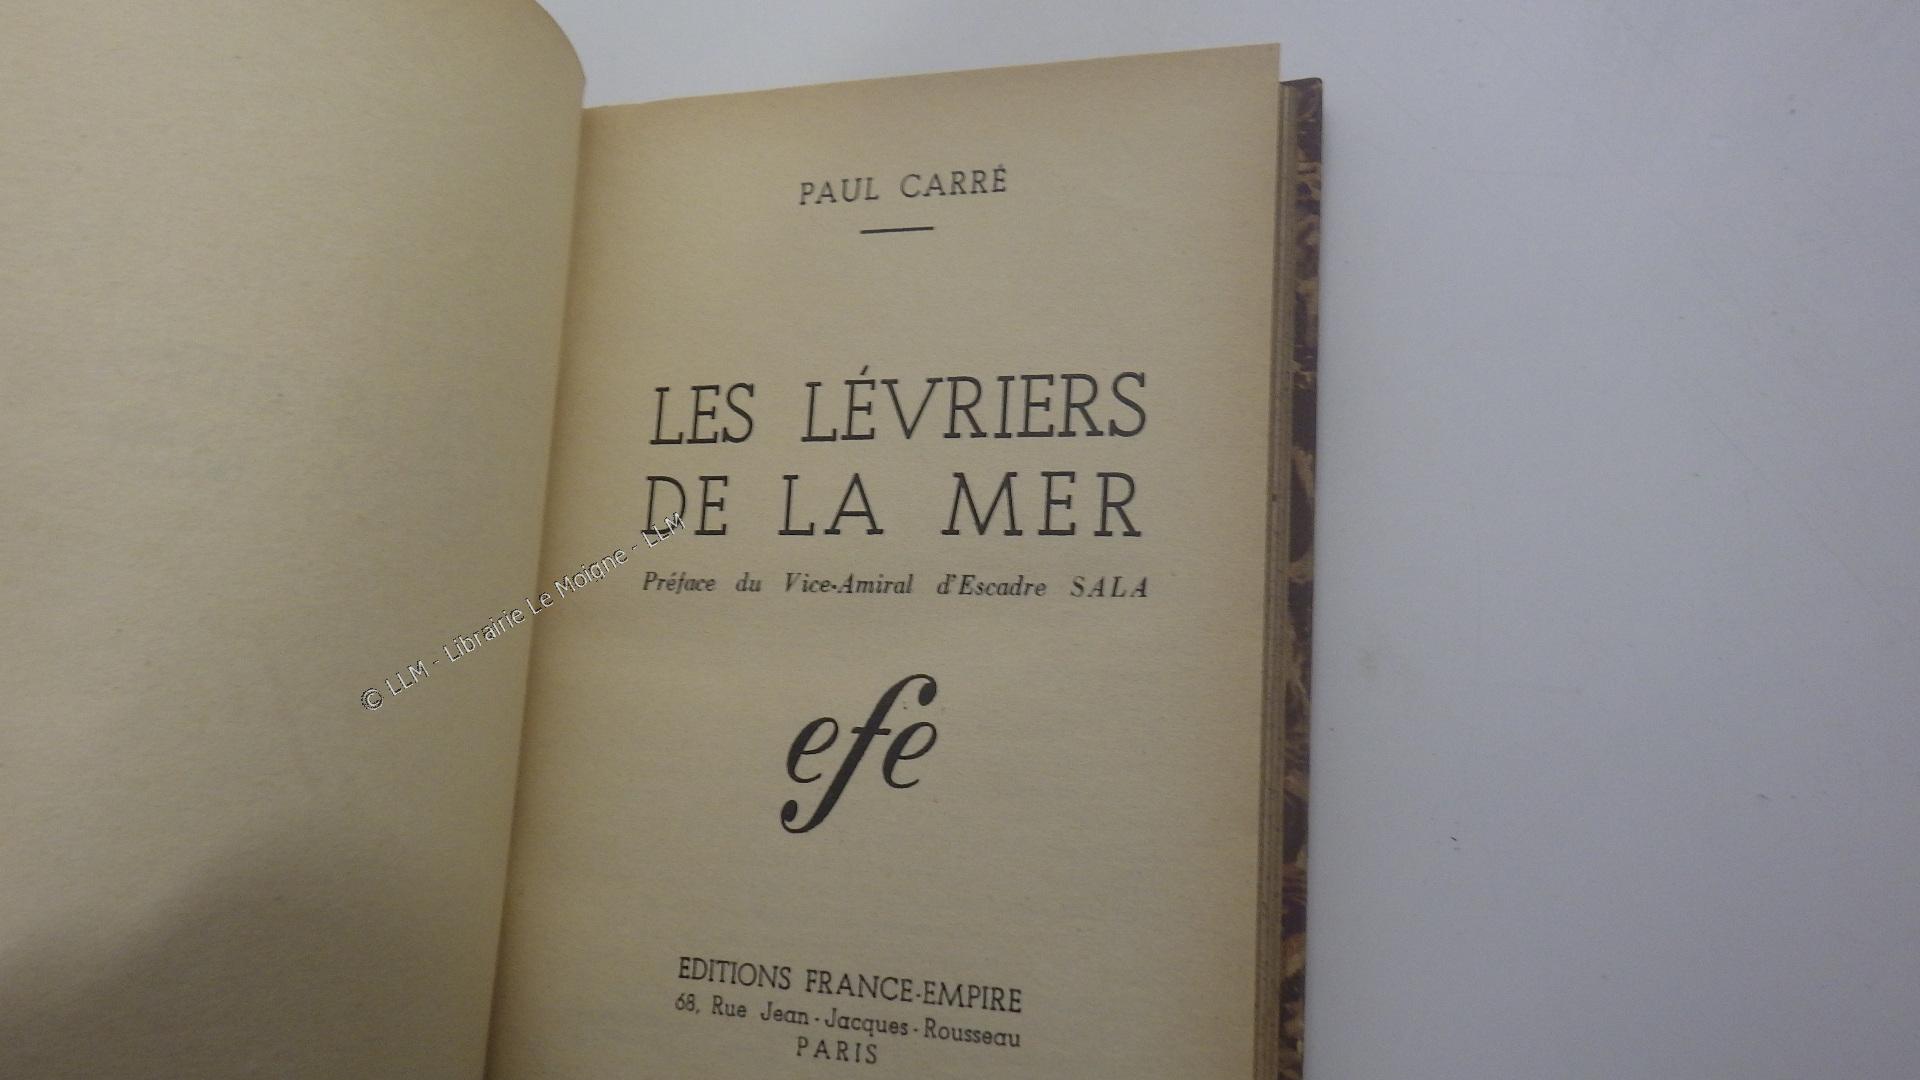 PAUL CARRÉ
LES LÉVRIERS
DE LA MER
Préface du Vice-Amiral d'Escadre SALA
efe
EDITIONS FRANCE-EMPIRE
68, Rue Jean-Jacques-Rousseau
PARIS
© LLM - Librairie Le Moigne - LLM